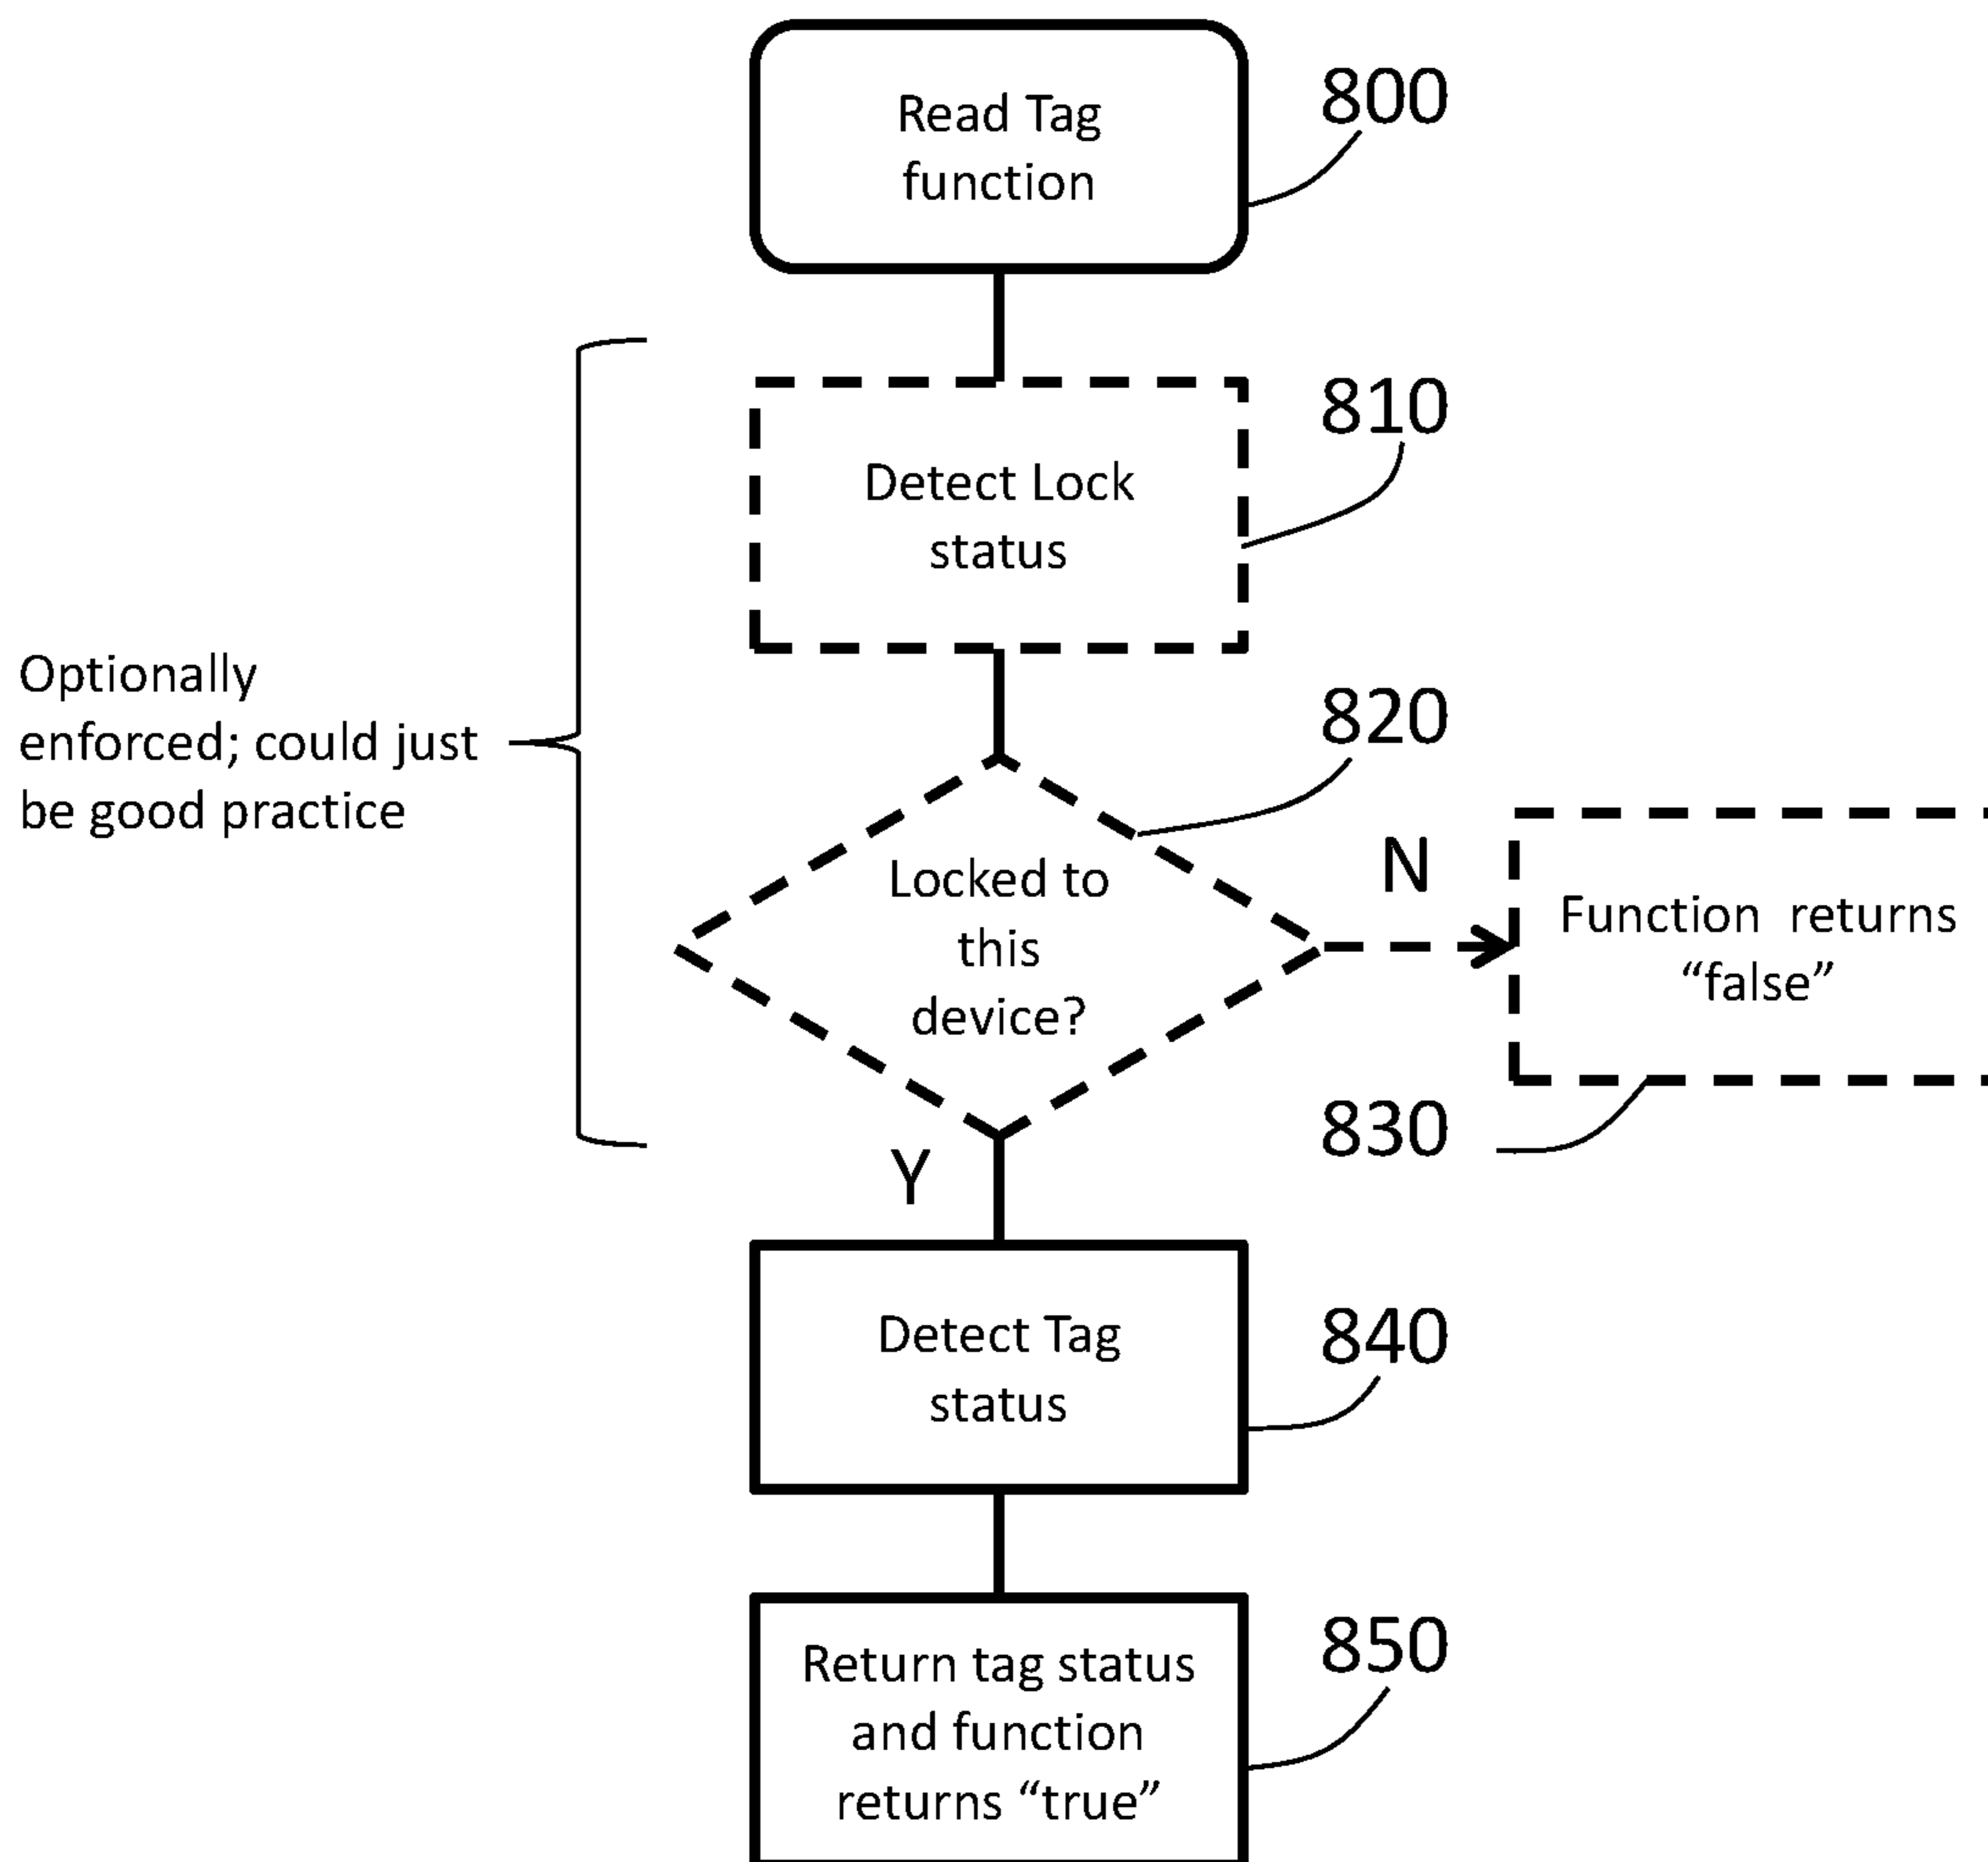 Read Tag
function
800
Detect Lock
status
810
Optionally
enforced; could just
be good practice
820
Locked to
this
device?
N
Function returns
“false”
830
Y
Detect Tag
status
840
Return tag status
and function
returns “true”
850